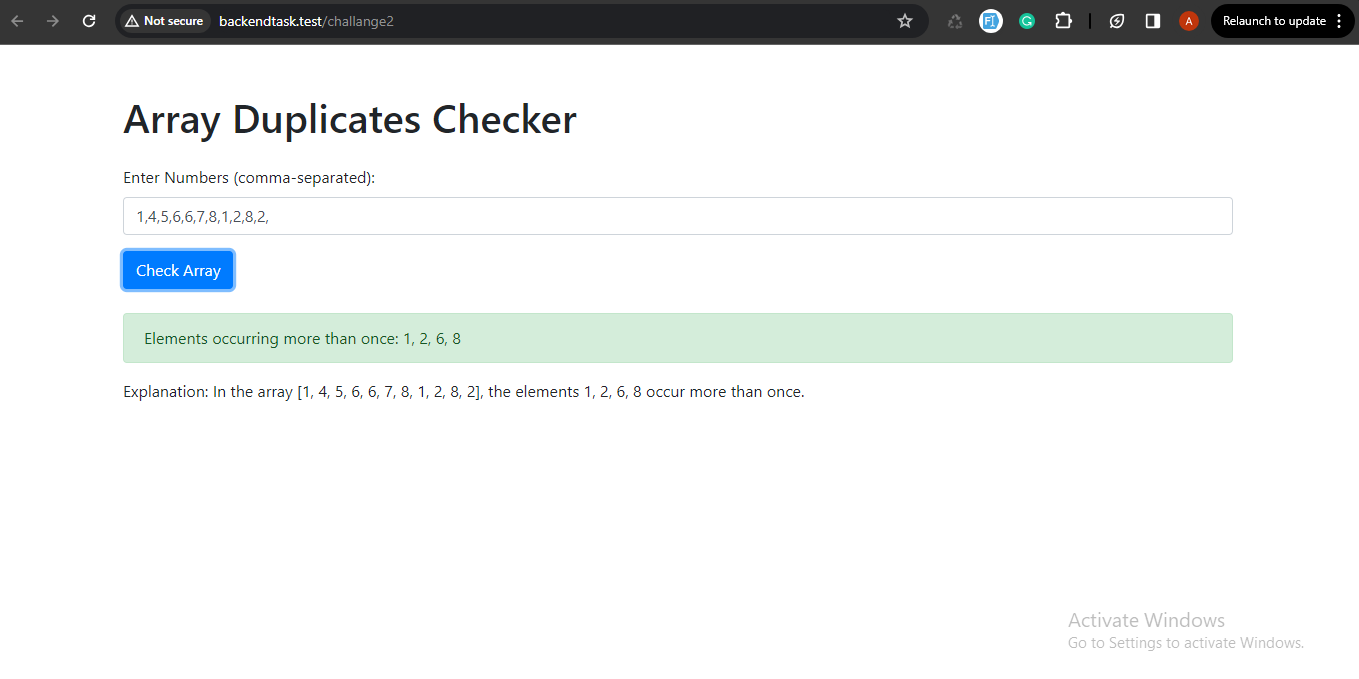 Not secure backendtask.test/challange2 A Relaunch to update
Array Duplicates Checker
Enter Numbers (comma-separated):
1,4,5,6,6,7,8,1,2,8,2,
Check Array
Elements occurring more than once: 1, 2, 6, 8
Explanation: In the array [1, 4, 5, 6, 6, 7, 8, 1, 2, 8, 2], the elements 1, 2, 6, 8 occur more than once.
Activate Windows
Go to Settings to activate Windows.